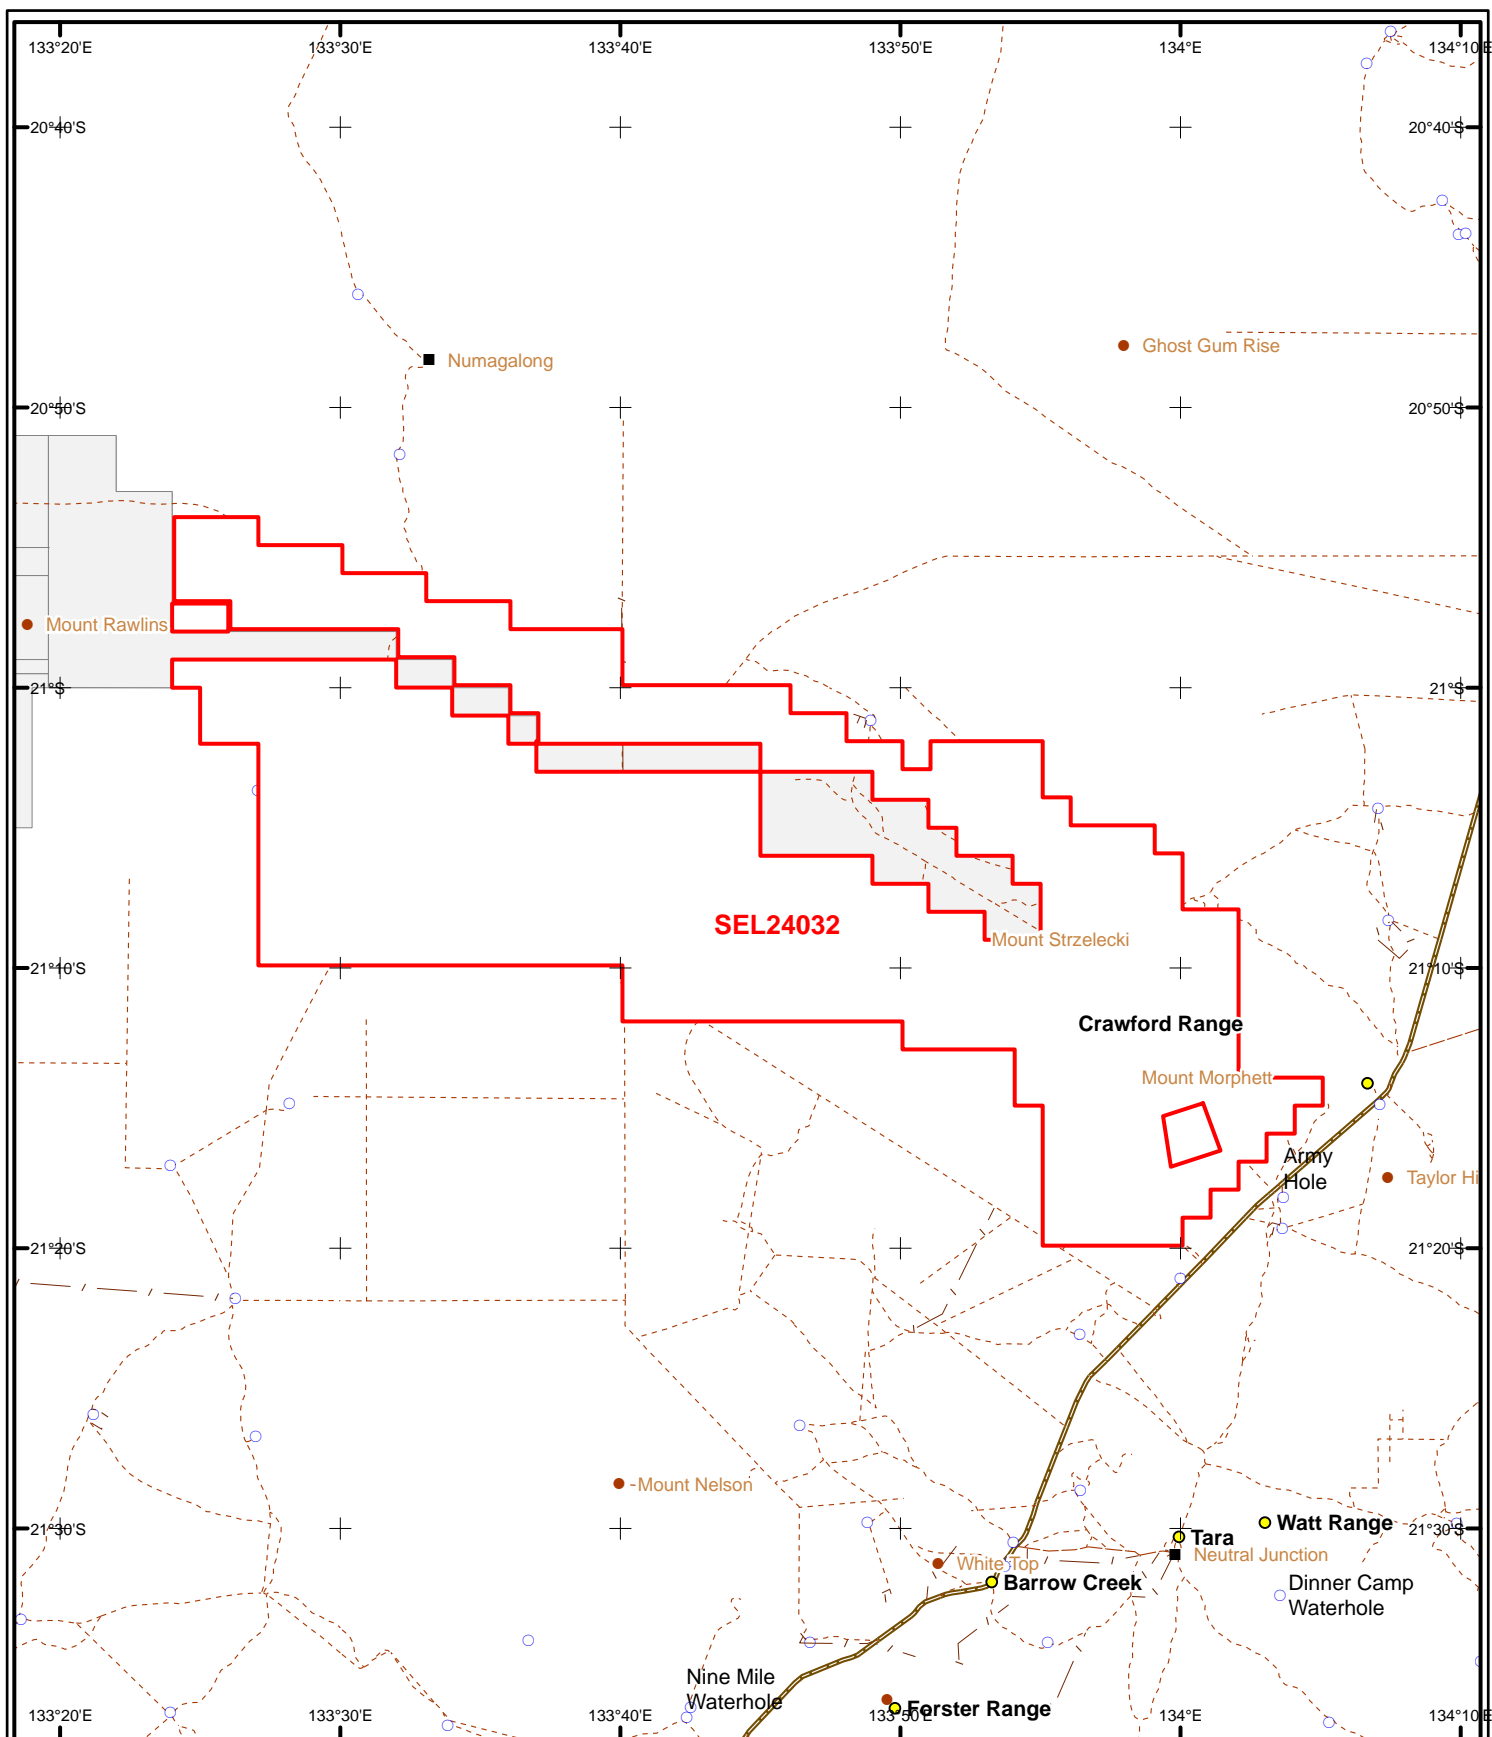 133°20'E 133°30'E 133°40'E 133°50'E 134°E 134°10'E
20°40'S 20°40'S
Ghost Gum Rise
Numagalong
20°50'S 20°50'S
Mount Rawlins
21°S 21°S
SEL24032
Mount Strzelecki
21°10'S 21°10'S
Crawford Range
Mount Morphett
Army
Hole
Taylor Hi
21°20'S 21°20'S
Mount Nelson
21°30'S 21°30'S
Watt Range
Tara
Neutral Junction
White Top
Barrow Creek
Dinner Camp
Waterhole
Nine Mile
Waterhole
Forster Range
133°20'E 133°30'E 133°40'E 133°50'E 134°E 134°10'E